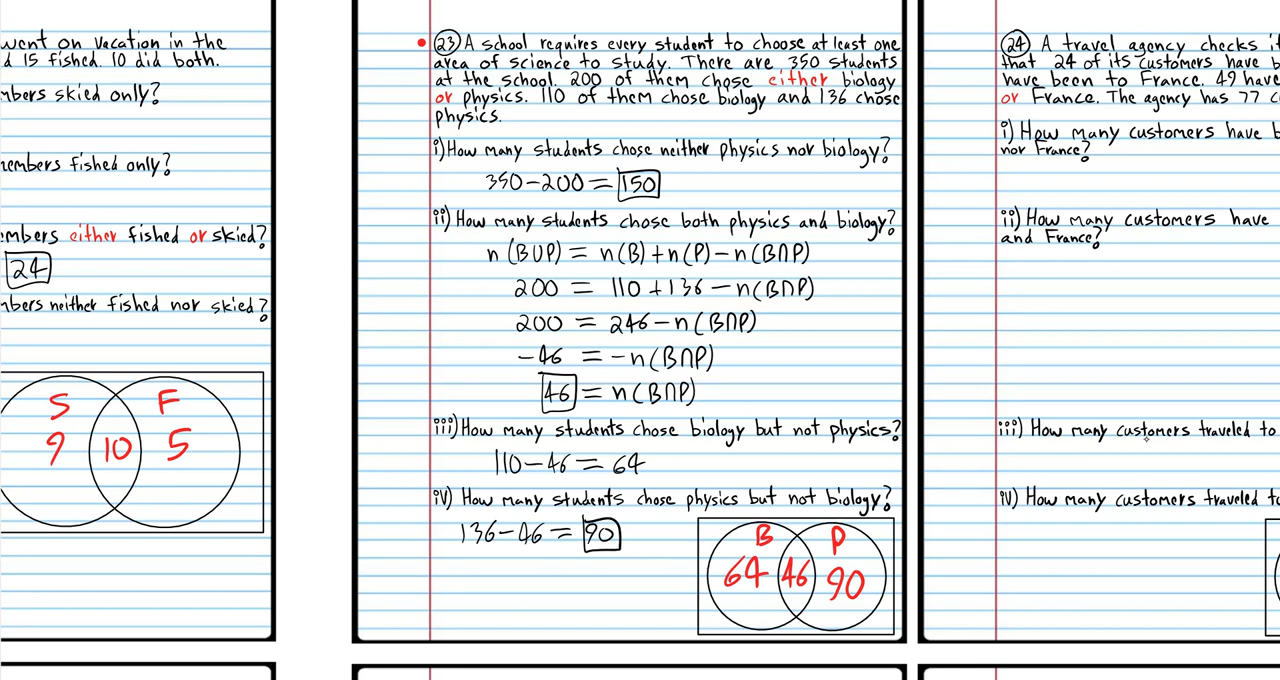 went on vacation in the
d 15 fished. 10 did both.
mbers skied only?
embers fished only?
mbers either fished or skied?
24
mbers neither fished nor skied?
S
F
9
10
5
23) A school requires every student to choose at least one
area of science to study. There are 350 students
at the school. 200 of them chose either biology
or physics. 110 of them chose biology and 136 chose
physics.
i) How many students chose neither physics nor biology?
350-200 = 150
ii) How many students chose both physics and biology?
n(B∪P) = n(B)+n(P)-n(B∩P)
200 = 110+136-n(B∩P)
200 = 246-n(B∩P)
-46 = -n(B∩P)
46 = n(B∩P)
iii) How many students chose biology but not physics?
110-46 = 64
iv) How many students chose physics but not biology?
136-46 = 90
B
P
64
46
90
24) A travel agency checks i
that 24 of its customers have b
have been to France. 49 have
or France. The agency has 77 c
i) How many customers have b
nor France?
ii) How many customers have
and France?
iii) How many customers traveled to
iv) How many customers traveled to